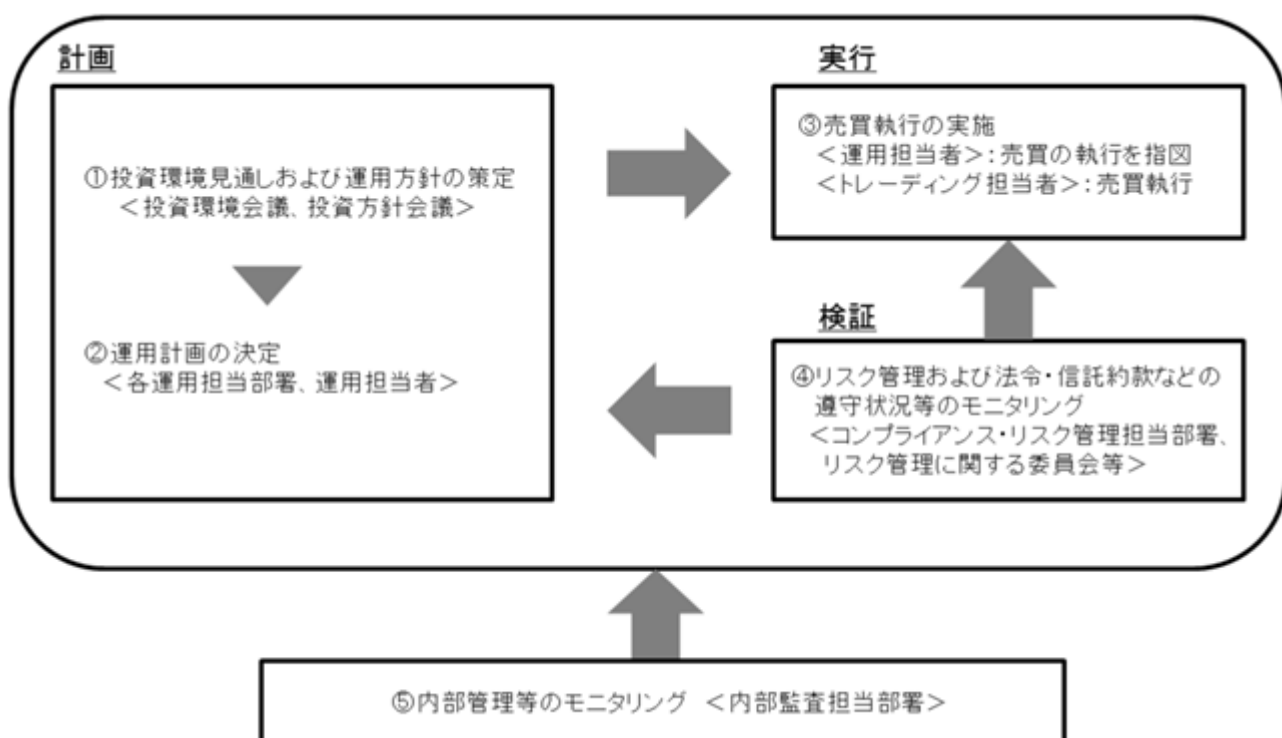 計画
①投資環境見通しおよび運用方針の策定
＜投資環境会議、投資方針会議＞
②運用計画の決定
＜各運用担当部署、運用担当者＞
実行
③売買執行の実施
＜運用担当者＞：売買の執行を指図
＜トレーディング担当者＞：売買執行
検証
④リスク管理および法令・信託約款などの
遵守状況等のモニタリング
＜コンプライアンス・リスク管理担当部署、
リスク管理に関する委員会等＞
⑤内部管理等のモニタリング ＜内部監査担当部署＞